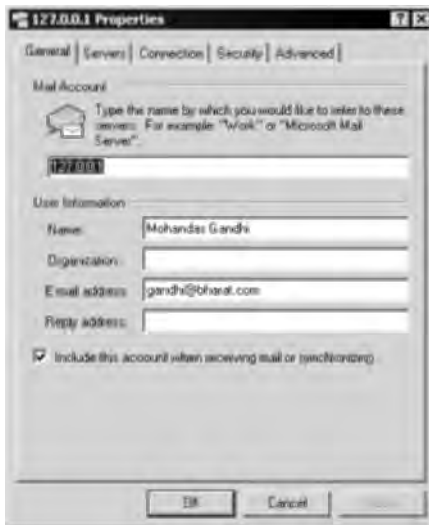 127.0.0.1 Properties
General Servers Connection Security Advanced
Mail Account
Type the name by which you would like to refer to these
servers. For example: "Work" or "Microsoft Mail
Server".
127.0.0.1
User Information
Name: Mohandas Gandhi
Organization:
E-mail address: gandhi@bharat.com
Reply address:
Include this account when receiving mail or synchronizing
OK Cancel